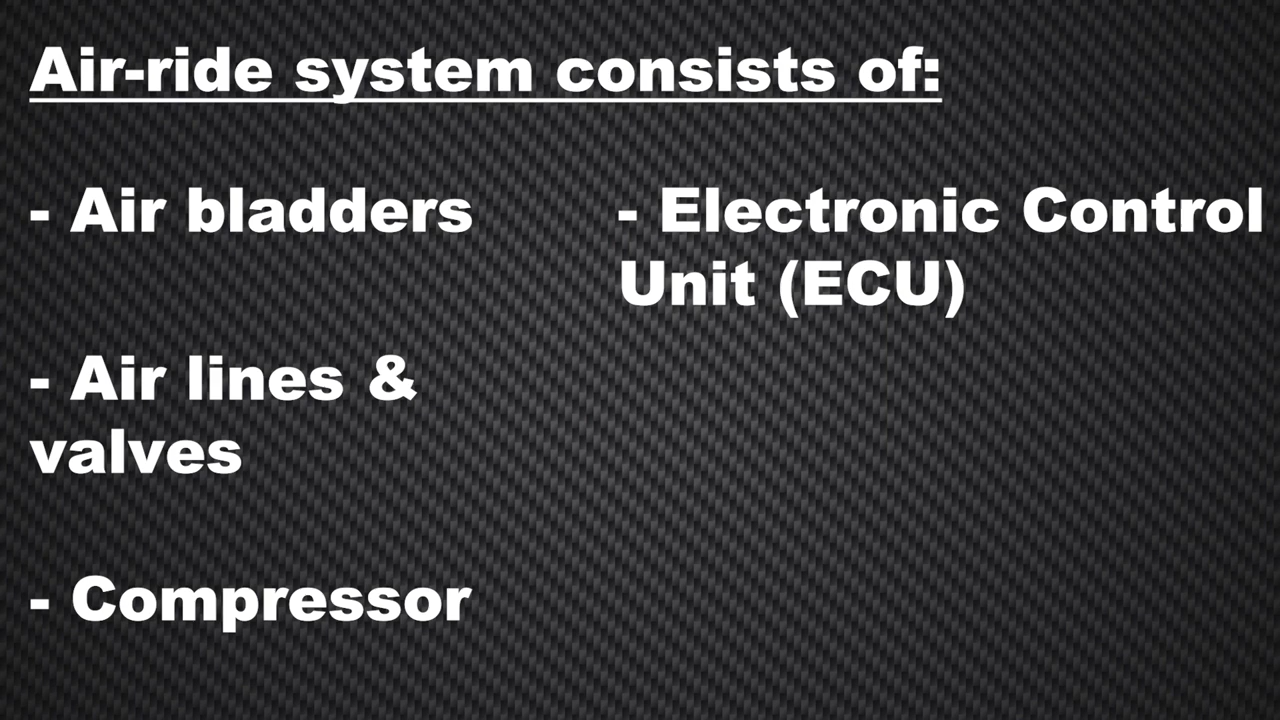 Air-ride system consists of:
- Air bladders
- Air lines &
valves
- Compressor
- Electronic Control
Unit (ECU)